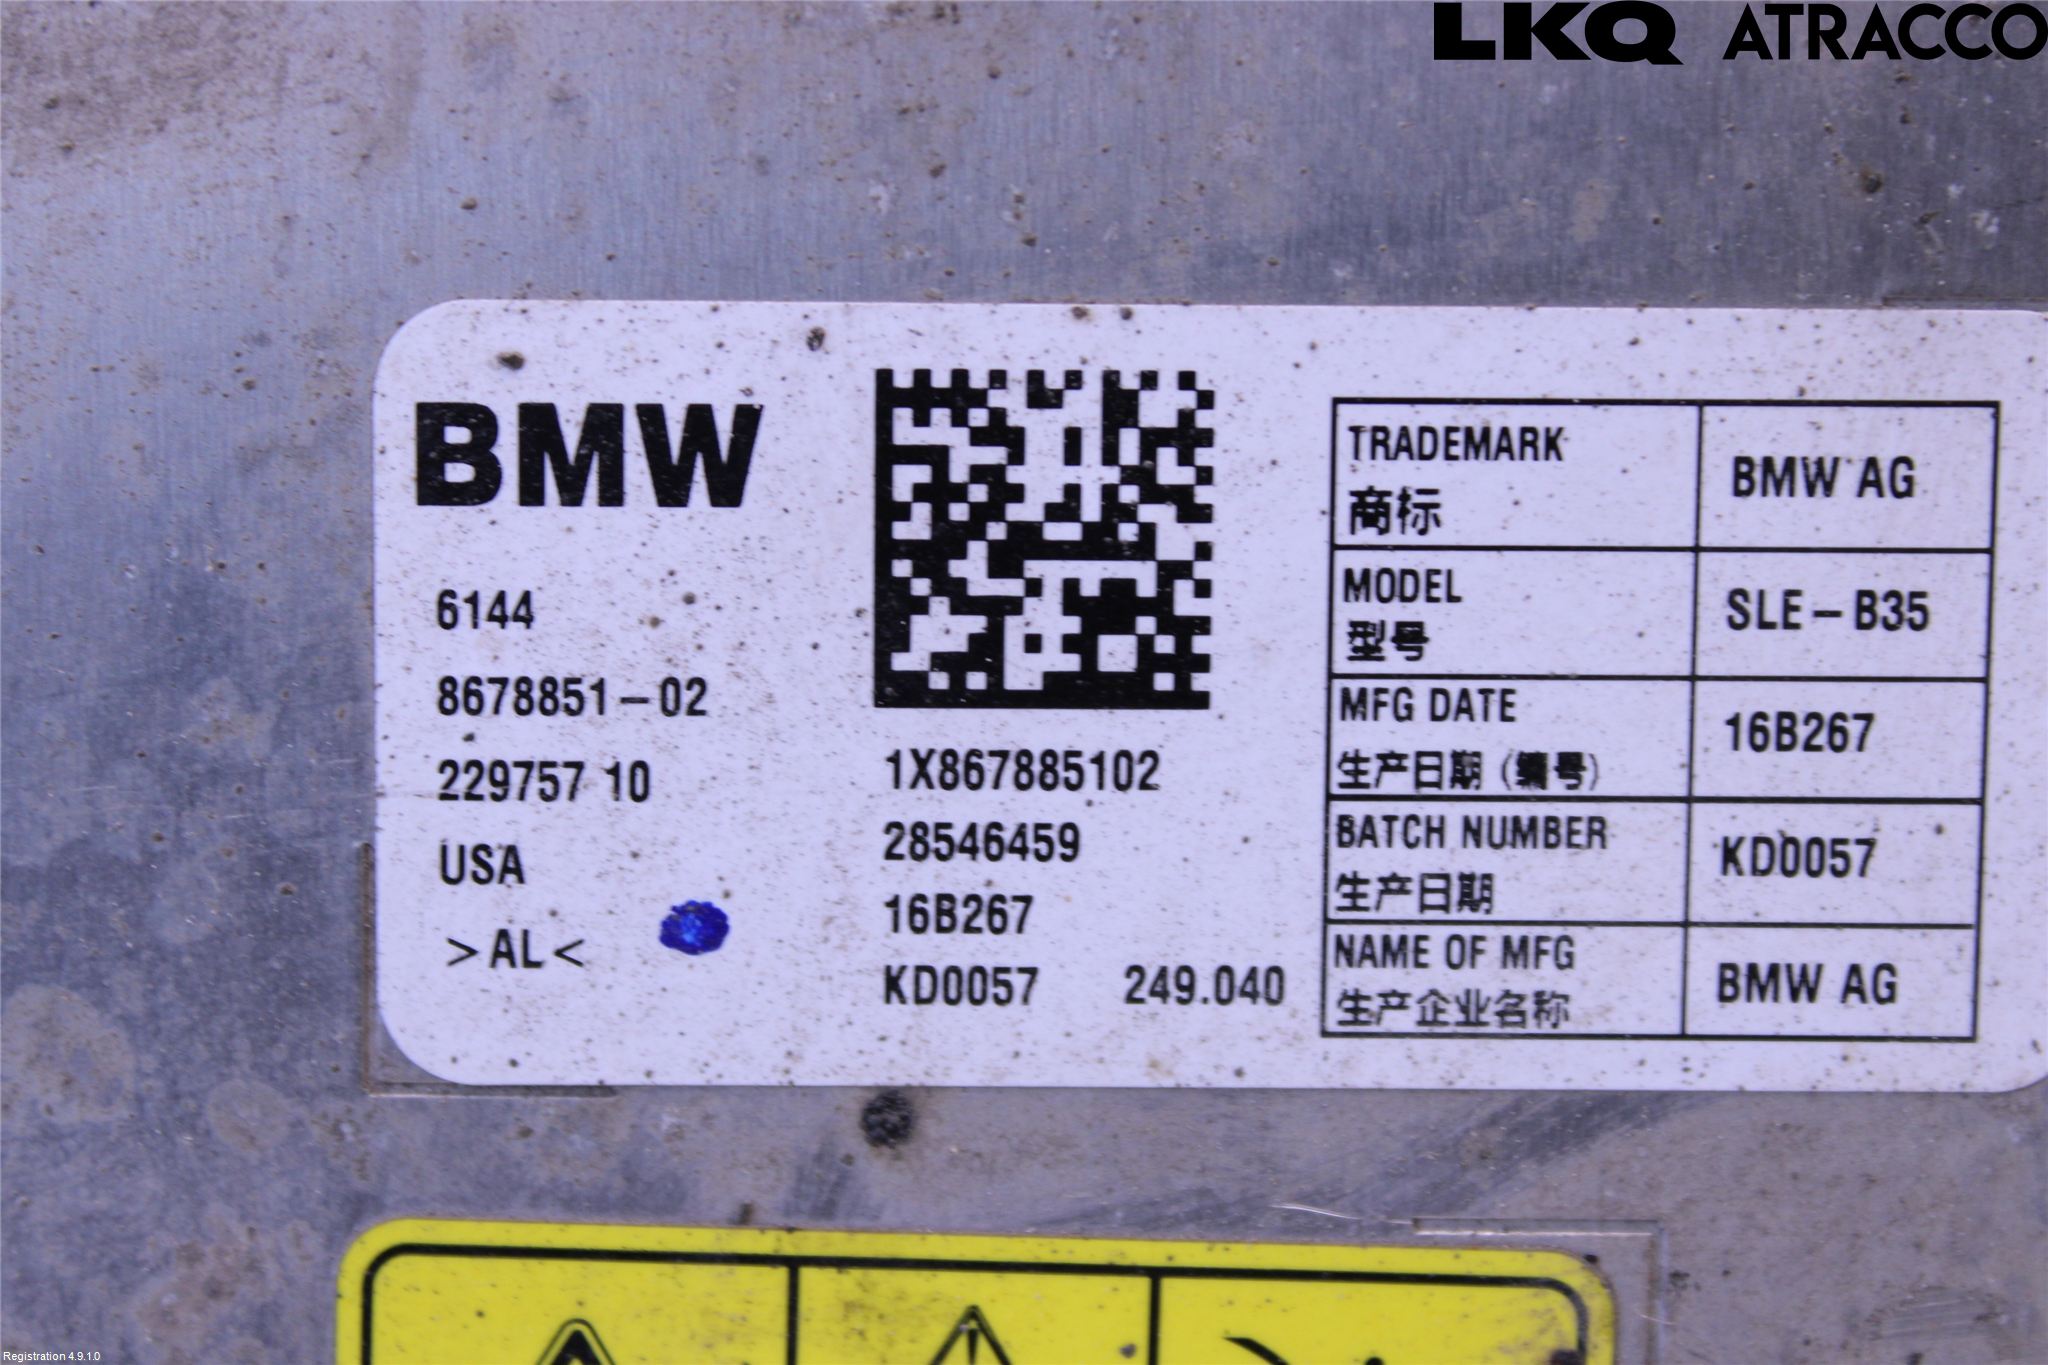 LKQ ATRACCO
BMW
6144
8678851-02
229757 10
USA
>AL<
1X867885102
28546459
16B267
KD0057 249.040
TRADEMARK
商标
BMW AG
MODEL
型号
SLE-B35
MFG DATE
生产日期 (编号)
16B267
BATCH NUMBER
生产日期
KD0057
NAME OF MFG
生产企业名称
BMW AG
Registration 4.9.1.0